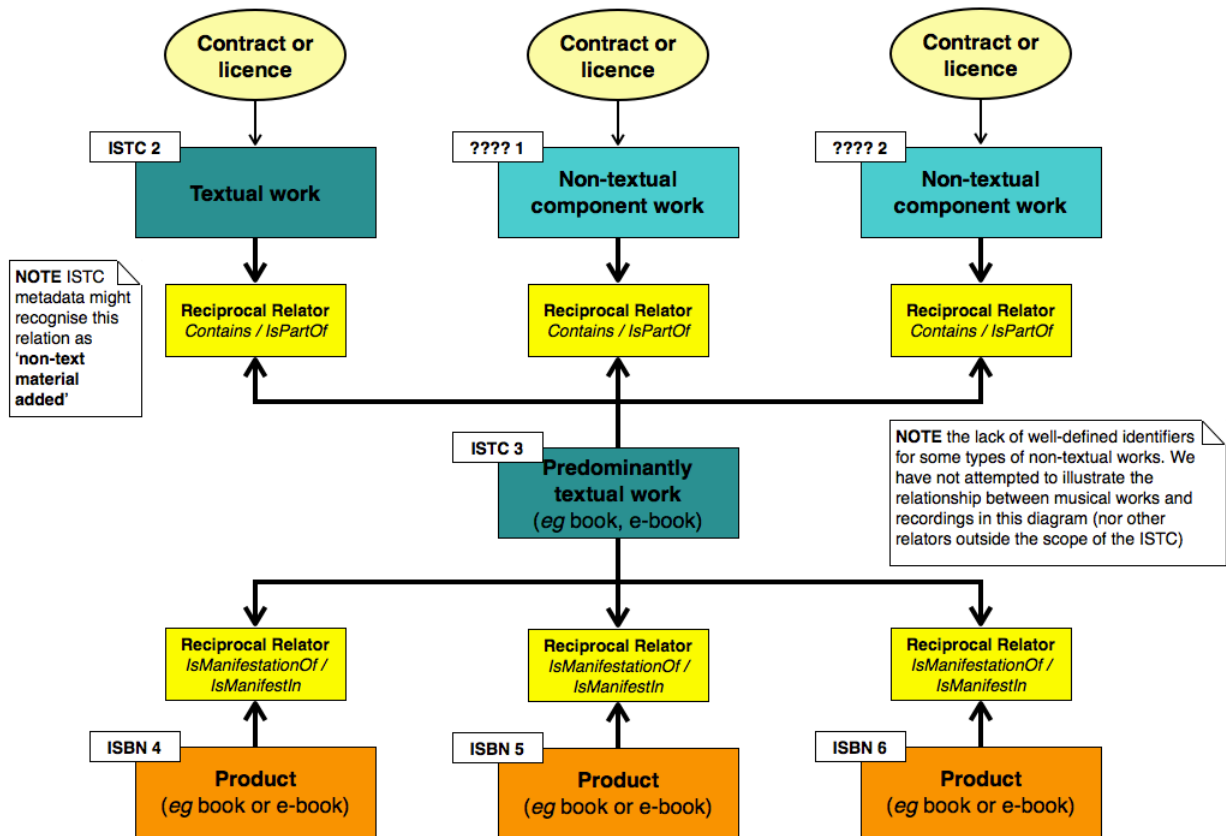 Contract or
licence
Contract or
licence
Contract or
licence
ISTC 2
Textual work
???? 1
Non-textual
component work
???? 2
Non-textual
component work
NOTE ISTC
metadata might
recognise this
relation as
‘non-text
material
added’
Reciprocal Relator
Contains / IsPartOf
Reciprocal Relator
Contains / IsPartOf
Reciprocal Relator
Contains / IsPartOf
ISTC 3
Predominantly
textual work
(eg book, e-book)
NOTE the lack of well-defined identifiers
for some types of non-textual works. We
have not attempted to illustrate the
relationship between musical works and
recordings in this diagram (nor other
relators outside the scope of the ISTC)
Reciprocal Relator
IsManifestationOf /
IsManifestIn
Reciprocal Relator
IsManifestationOf /
IsManifestIn
Reciprocal Relator
IsManifestationOf /
IsManifestIn
ISBN 4
Product
(eg book or e-book)
ISBN 5
Product
(eg book or e-book)
ISBN 6
Product
(eg book or e-book)